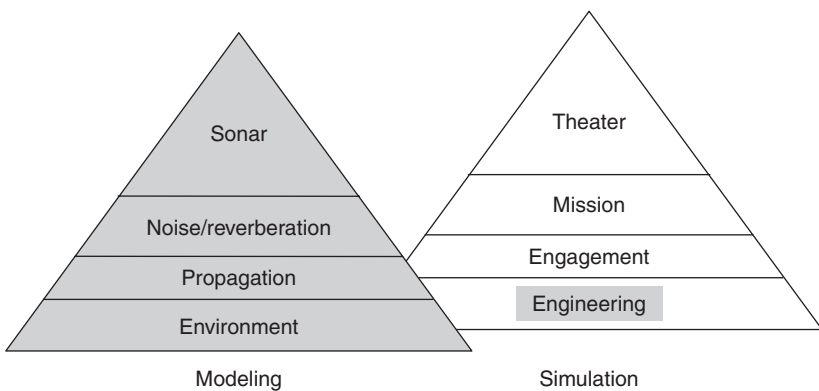 Sonar
Noise/reverberation
Propagation
Environment
Modeling
Theater
Mission
Engagement
Engineering
Simulation